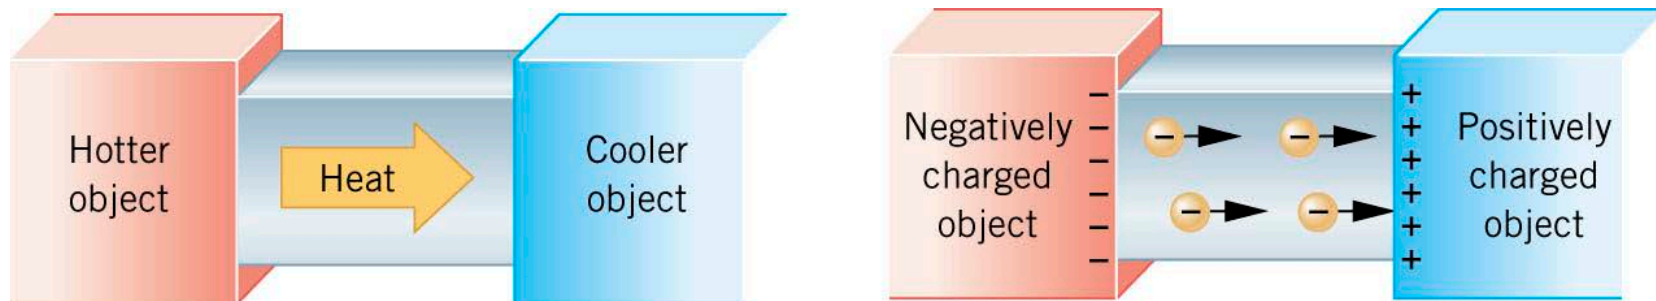 Hotter
object
Heat
Cooler
object
Negatively
charged
object
−
−
−
−
−
−
−
−
−
−
+
+
+
+
+
+
Positively
charged
object